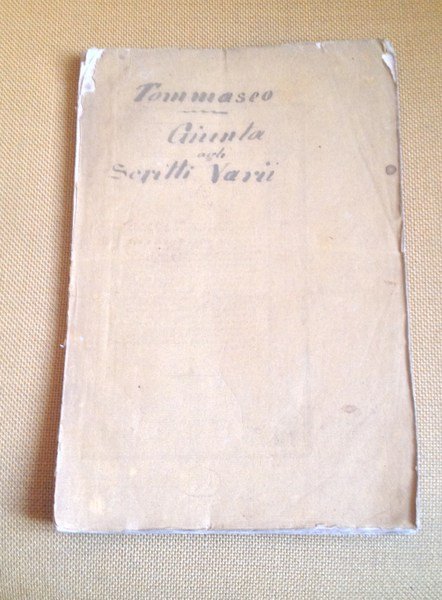 Tommaseo
Giunta
agli
Scritti Varii